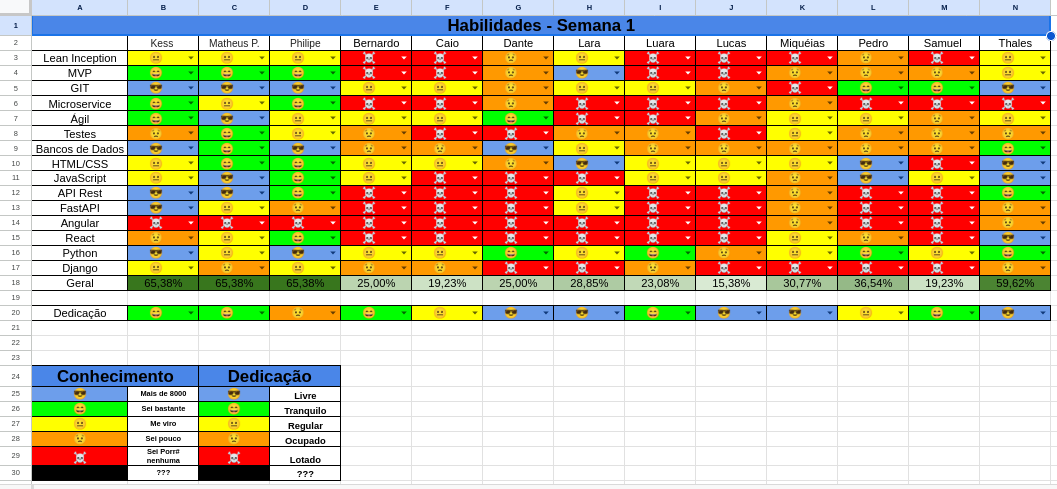 A B C D E F G H I J K L M N
1 Habilidades - Semana 1
2 Kess Matheus P. Philipe Bernardo Caio Dante Lara Luara Lucas Miquéias Pedro Samuel Thales
3 Lean Inception
4 MVP
5 GIT
6 Microservice
7 Ágil
8 Testes
9 Bancos de Dados
10 HTML/CSS
11 JavaScript
12 API Rest
13 FastAPI
14 Angular
15 React
16 Python
17 Django
18 Geral 65,38% 65,38% 65,38% 25,00% 19,23% 25,00% 28,85% 23,08% 15,38% 30,77% 36,54% 19,23% 59,62%
19
20 Dedicação
21
22
23
24 Conhecimento Dedicação
25 Mais de 8000 Livre
26 Sei bastante Tranquilo
27 Me viro Regular
28 Sei pouco Ocupado
29 Sei Porr# nenhuma Lotado
30 ??? ???